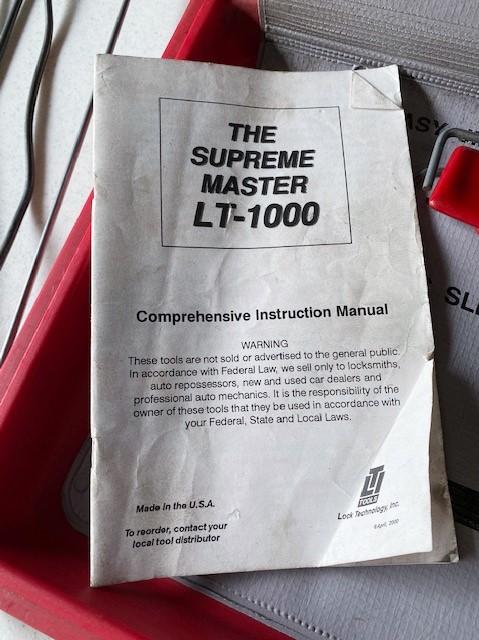 THE
SUPREME
MASTER
LT-1000
Comprehensive Instruction Manual
WARNING
These tools are not sold or advertised to the general public.
In accordance with Federal Law, we sell only to locksmiths,
auto repossessors, new and used car dealers and
professional auto mechanics. It is the responsibility of the
owner of these tools that they be used in accordance with
your Federal, State and Local Laws.
Made in the U.S.A.
To reorder, contact your
local tool distributor
LTI
TOOLS
Lock Technology, Inc.
©April, 2000